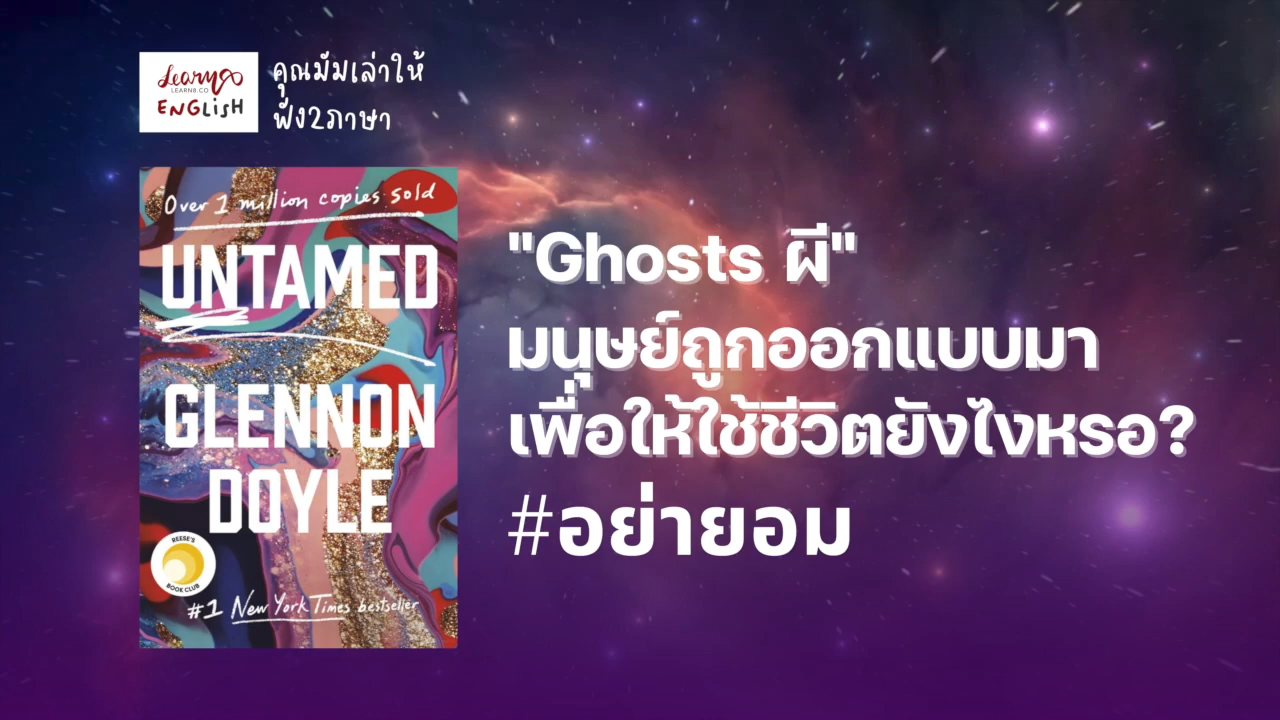 Learn
LEARN8.CO
ENGLisH
คุณมัมเล่าให้
ฟัง2ภาษา
Over 1 million copies sold
UNTAMED
GLENNON
DOYLE
REESE'S
BOOK CLUB
#1 New York Times bestseller
"Ghosts ผี"
มนุษย์ถูกออกแบบมา
เพื่อให้ใช้ชีวิตยังไงหรอ?
#อย่ายอม